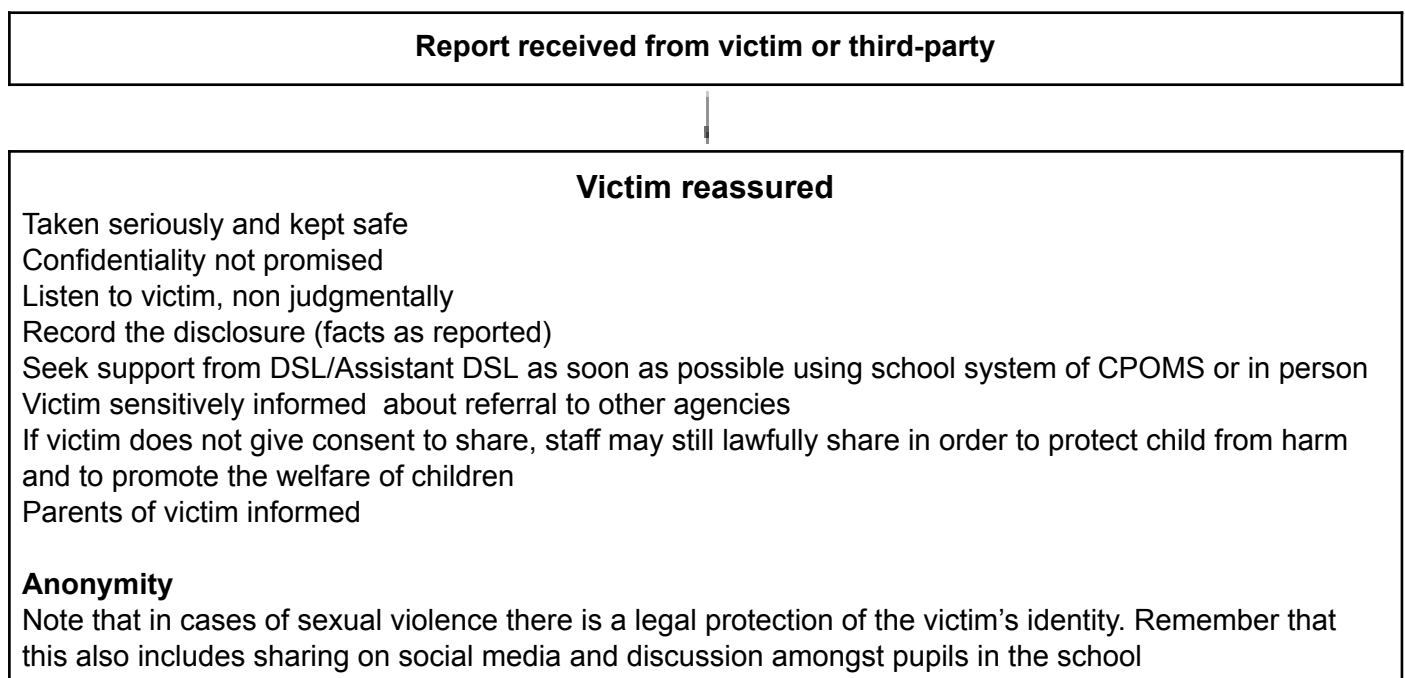 Report received from victim or third-party
Victim reassured
Taken seriously and kept safe
Confidentiality not promised
Listen to victim, non judgmentally
Record the disclosure (facts as reported)
Seek support from DSL/Assistant DSL as soon as possible using school system of CPOMS or in person
Victim sensitively informed  about referral to other agencies
If victim does not give consent to share, staff may still lawfully share in order to protect child from harm
and to promote the welfare of children
Parents of victim informed
Anonymity
Note that in cases of sexual violence there is a legal protection of the victim’s identity. Remember that
this also includes sharing on social media and discussion amongst pupils in the school